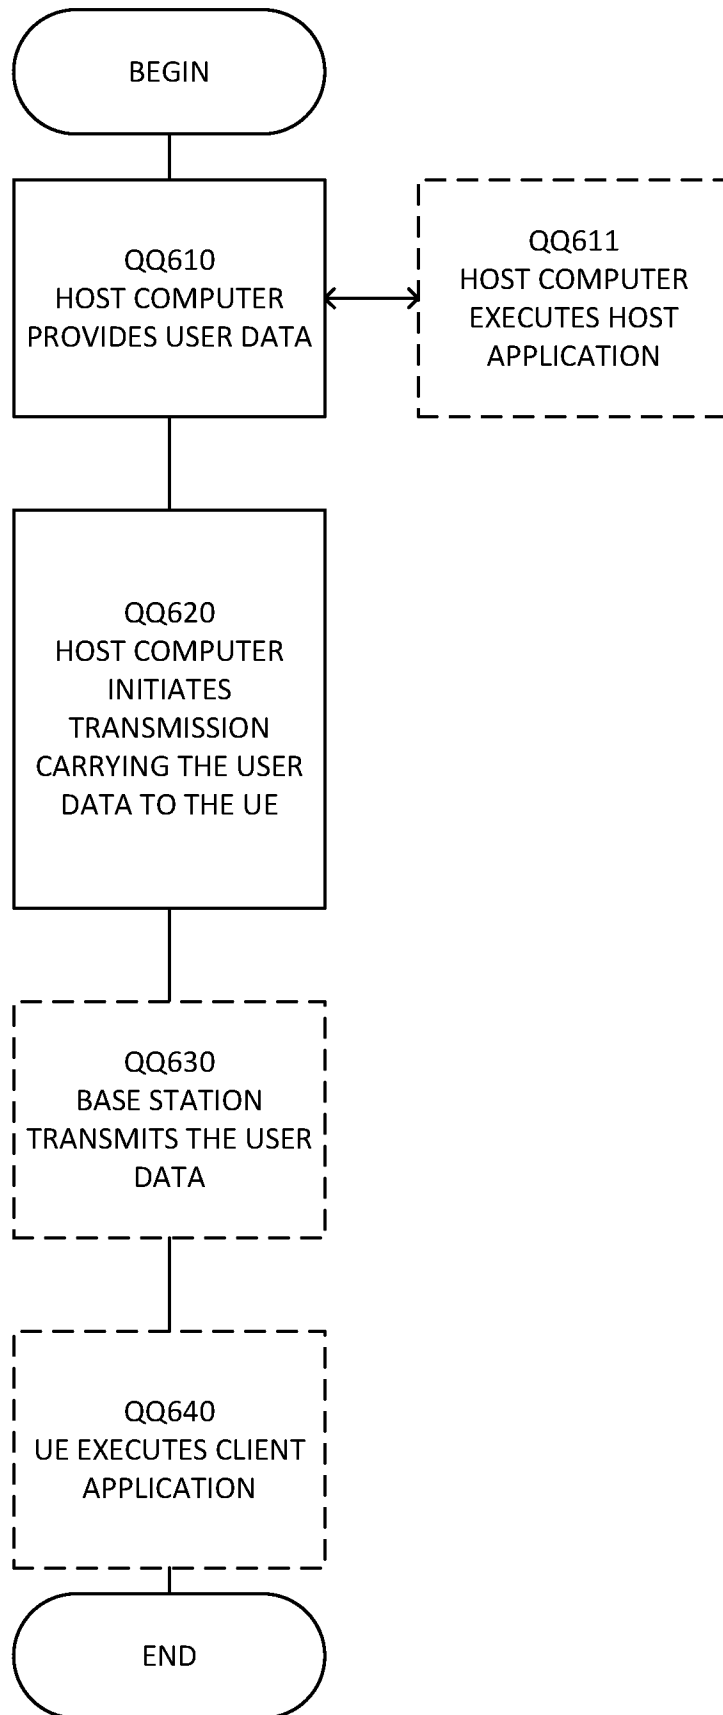 BEGIN
QQ610
HOST COMPUTER
PROVIDES USER DATA
QQ611
HOST COMPUTER
EXECUTES HOST
APPLICATION
QQ620
HOST COMPUTER
INITIATES
TRANSMISSION
CARRYING THE USER
DATA TO THE UE
QQ630
BASE STATION
TRANSMITS THE USER
DATA
QQ640
UE EXECUTES CLIENT
APPLICATION
END